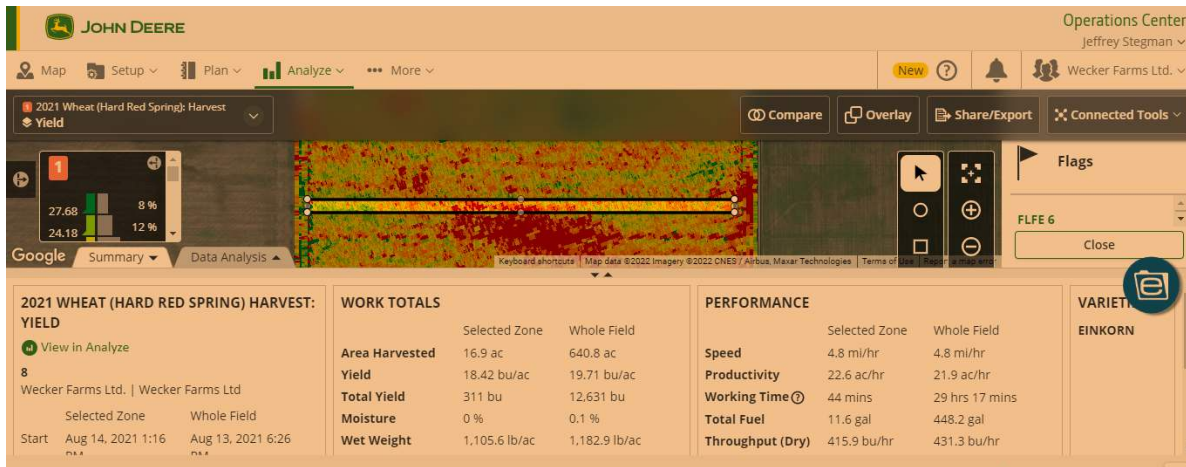 JOHN DEERE
Operations Center
Jeffrey Stegman
Map Setup Plan Analyze More New ? Wecker Farms Ltd.
1 2021 Wheat (Hard Red Spring): Harvest
Yield
Compare Overlay Share/Export Connected Tools
1
27.68 8 %
24.18 12 %
Flags
FLFE 6
Close
Google Summary Data Analysis
Keyboard shortcuts Map data ©2022 Imagery ©2022 CNES / Airbus, Maxar Technologies Terms of Use Report a map error
2021 WHEAT (HARD RED SPRING) HARVEST:
YIELD
View in Analyze
8
Wecker Farms Ltd. | Wecker Farms Ltd
Selected Zone Whole Field
Start Aug 14, 2021 1:16 Aug 13, 2021 6:26
PM PM
WORK TOTALS
Selected Zone Whole Field
Area Harvested 16.9 ac 640.8 ac
Yield 18.42 bu/ac 19.71 bu/ac
Total Yield 311 bu 12,631 bu
Moisture 0 % 0.1 %
Wet Weight 1,105.6 lb/ac 1,182.9 lb/ac
PERFORMANCE
Selected Zone Whole Field
Speed 4.8 mi/hr 4.8 mi/hr
Productivity 22.6 ac/hr 21.9 ac/hr
Working Time ? 44 mins 29 hrs 17 mins
Total Fuel 11.6 gal 448.2 gal
Throughput (Dry) 415.9 bu/hr 431.3 bu/hr
EINKORN